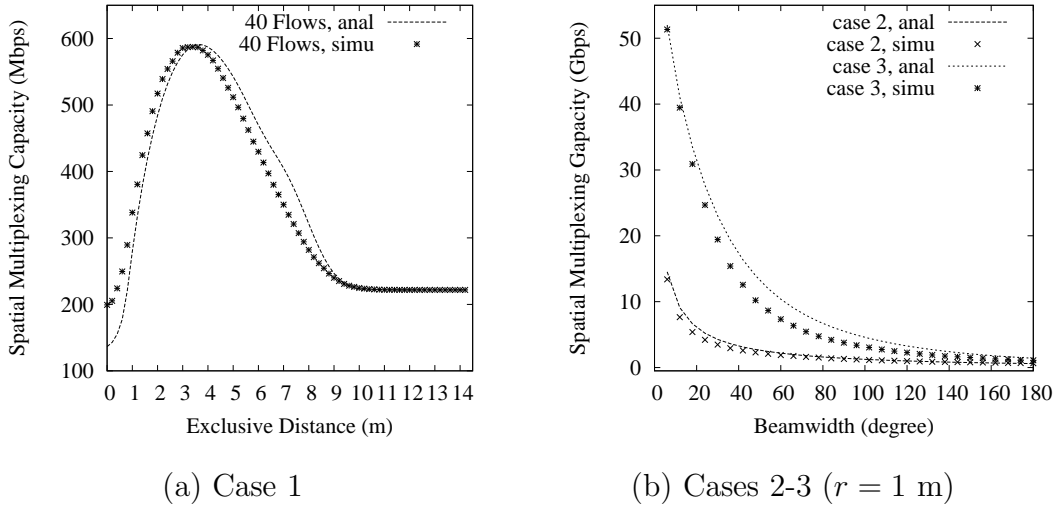 Spatial Multiplexing Capacity (Mbps)
600
500
400
300
200
100
40 Flows, anal
40 Flows, simu
0 1 2 3 4 5 6 7 8 9 10 11 12 13 14
Exclusive Distance (m)
(a) Case 1
Spatial Multiplexing Gapacity (Gbps)
50
40
30
20
10
0
case 2, anal
case 2, simu
case 3, anal
case 3, simu
0 20 40 60 80 100 120 140 160 180
Beamwidth (degree)
(b) Cases 2-3 (r = 1 m)